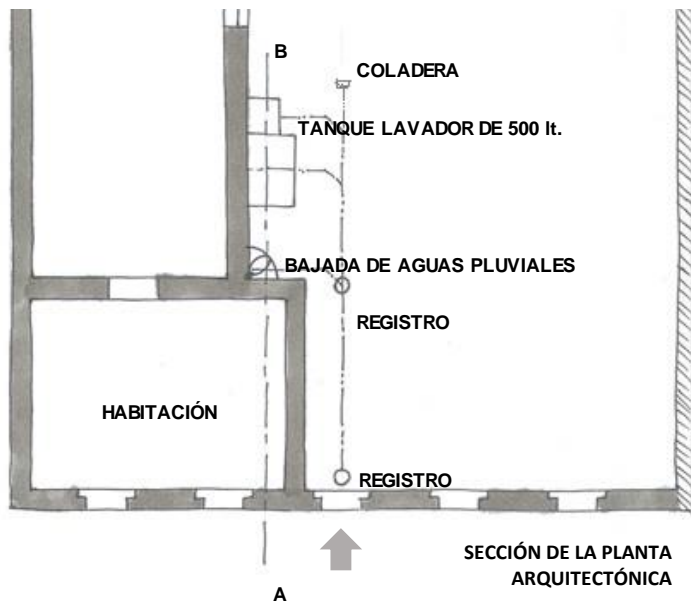 B
COLADERA
TANQUE LAVADOR DE 500 lt.
BAJADA DE AGUAS PLUVIALES
REGISTRO
HABITACIÓN
REGISTRO
SECCIÓN DE LA PLANTA
ARQUITECTÓNICA
A